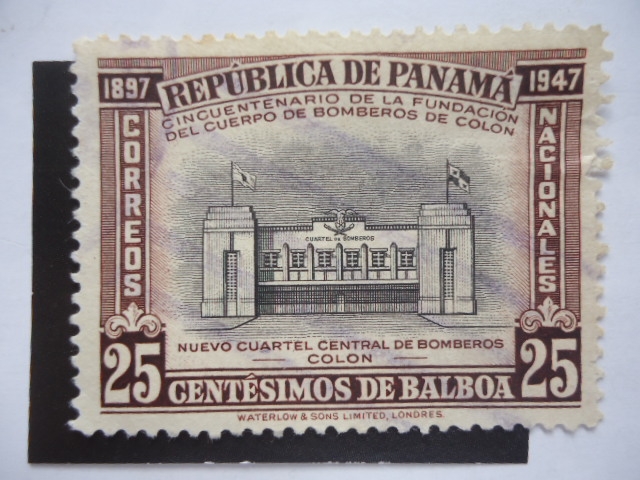 1897 REPÚBLICA DE PANAMÁ 1947
CINCUENTENARIO DE LA FUNDACIÓN
DEL CUERPO DE BOMBEROS DE COLON
CORREOS
NACIONALES
CUARTEL DE BOMBEROS
NUEVO CUARTEL CENTRAL DE BOMBEROS
COLON
25 CENTÉSIMOS DE BALBOA 25
WATERLOW & SONS LIMITED, LONDRES.